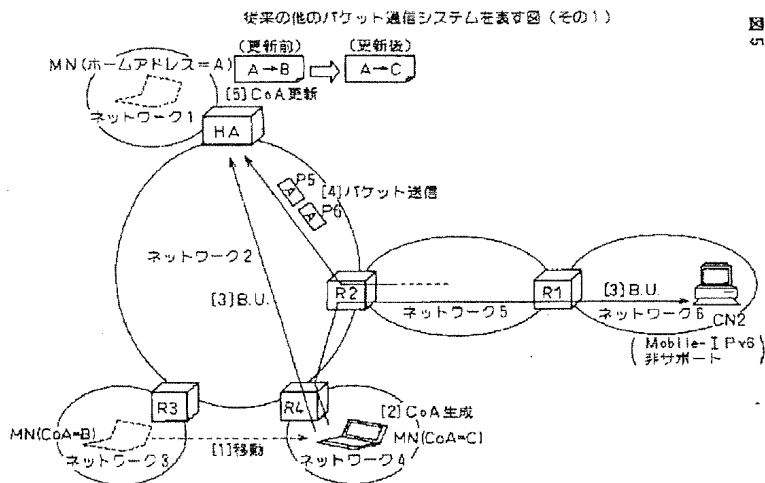 従来の他のパケット通信システムを表す図(その1)
図5
(更新前)
(更新後)
MN(ホームアドレス=A)
A→B
A→C
[5]CoA更新
ネットワーク1
HA
P5
P6
A
A
[4]パケット送信
ネットワーク2
[3]B.U.
R2
R1
[3]B.U.
ネットワーク5
ネットワーク6
CN2
(Mobile-IPv6
非サポート)
R3
R4
[2]CoA生成
MN(CoA=B)
MN(CoA=C)
[1]移動
ネットワーク3
ネットワーク4